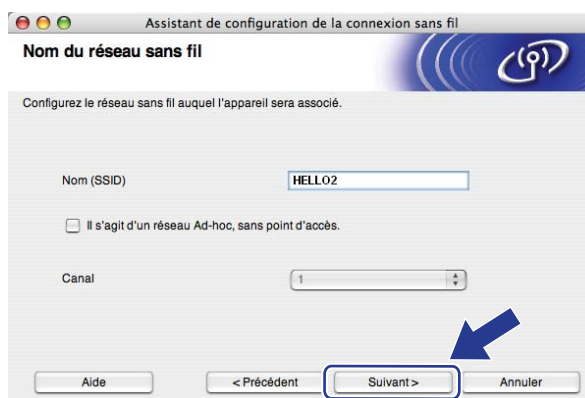 Assistant de configuration de la connexion sans fil
Nom du réseau sans fil
Configurez le réseau sans fil auquel l'appareil sera associé.
Nom (SSID) HELLO2
Il s'agit d'un réseau Ad-hoc, sans point d'accès.
Canal 1
Aide < Précédent Suivant > Annuler